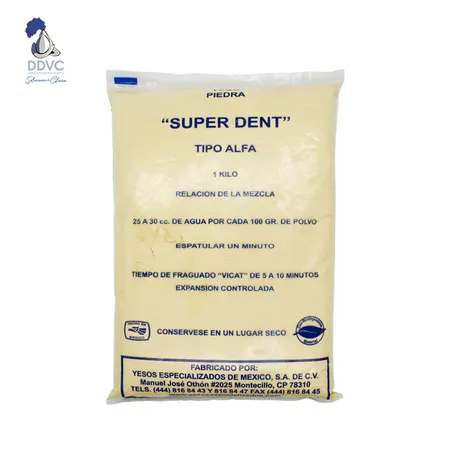 DDVC
PIEDRA
“SUPER DENT”
TIPO ALFA
1 KILO
RELACION DE LA MEZCLA
25 A 30 cc. DE AGUA POR CADA 100 GR. DE POLVO
ESPATULAR UN MINUTO
TIEMPO DE FRAGUADO “VICAT” DE 5 A 10 MINUTOS
EXPANSION CONTROLADA
HECHO EN
MEXICO
CONSERVESE EN UN LUGAR SECO
FABRICADO POR:
YESOS ESPECIALIZADOS DE MEXICO, S.A. DE C.V.
Manuel José Othón #2025 Montecillo, CP 78310
TELS. (444) 816 84 43 Y 816 84 47 FAX (444) 816 84 45